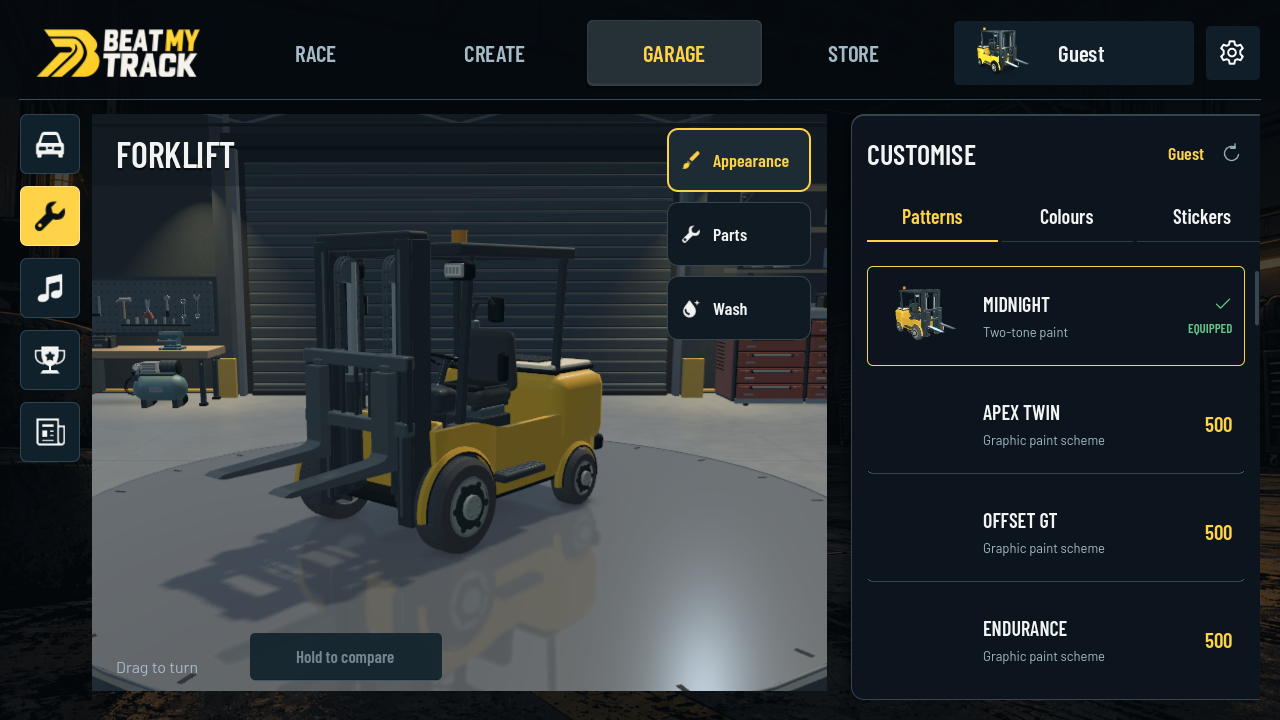 BEATMY
TRACK
RACE
CREATE
GARAGE
STORE
Guest
FORKLIFT
Appearance
Parts
Wash
Drag to turn
Hold to compare
CUSTOMISE
Guest
Patterns
Colours
Stickers
MIDNIGHT
Two-tone paint
EQUIPPED
APEX TWIN
Graphic paint scheme
500
OFFSET GT
Graphic paint scheme
500
ENDURANCE
Graphic paint scheme
500